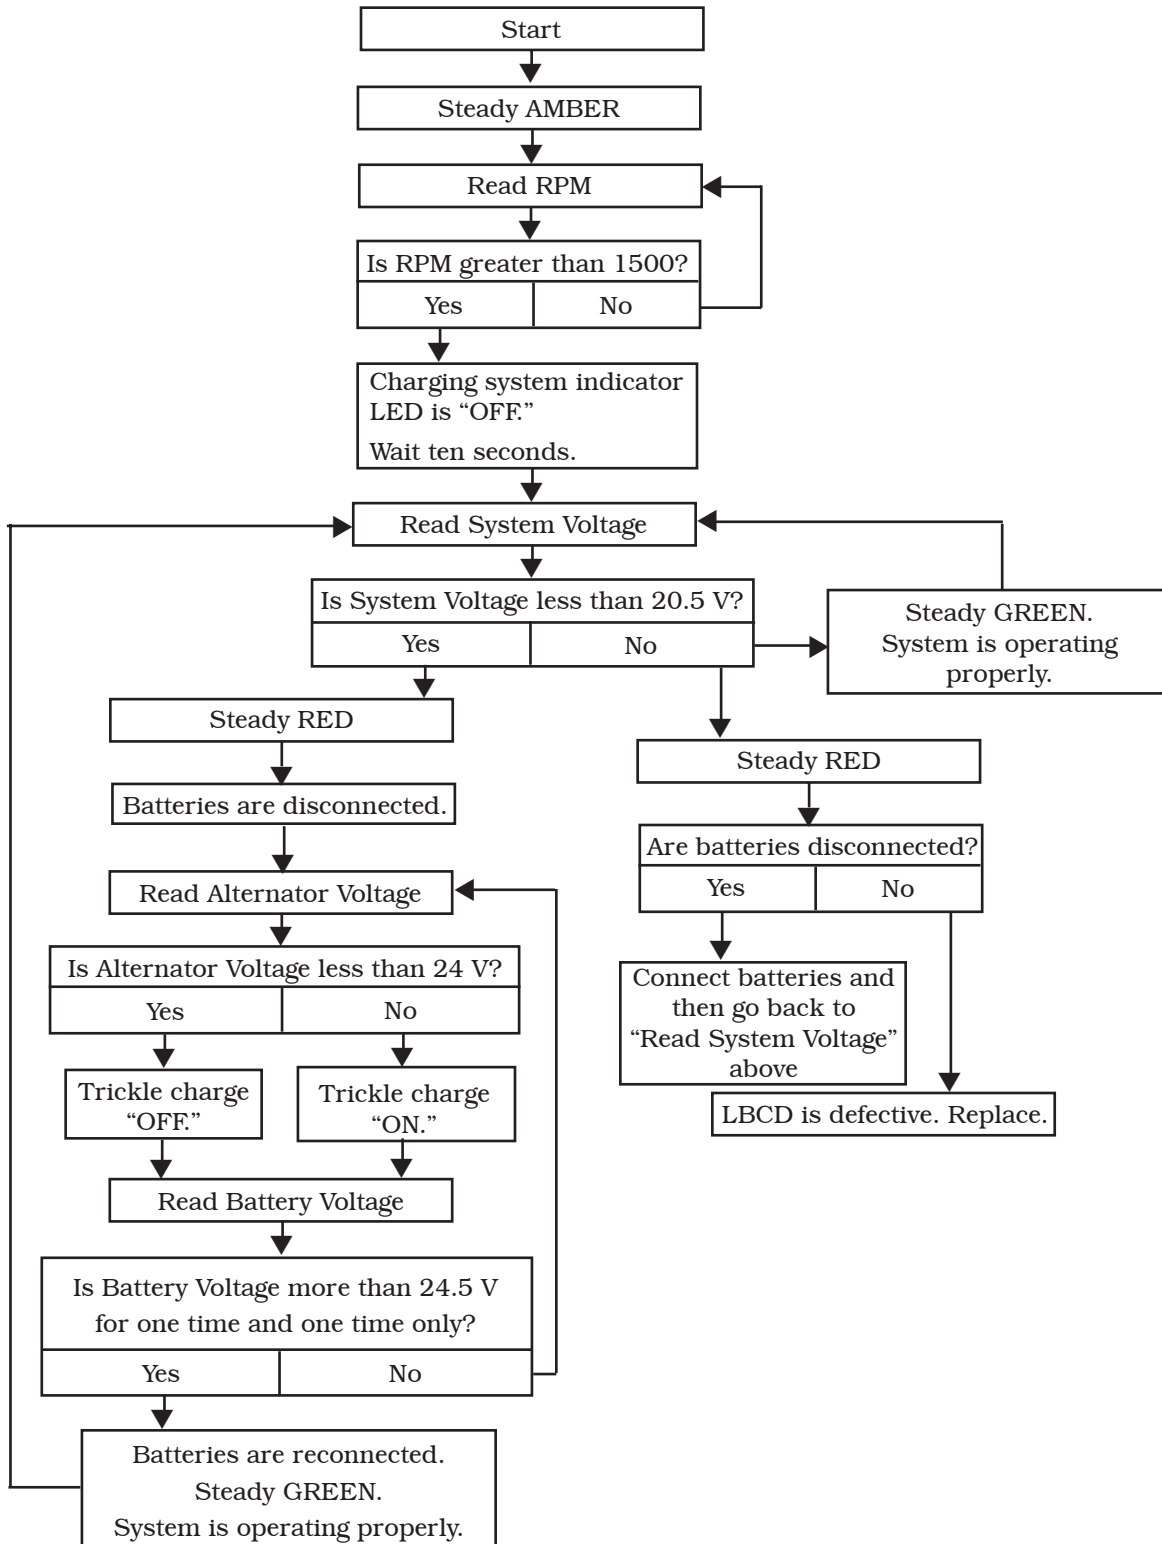 Start
Steady AMBER
Read RPM
Is RPM greater than 1500?
Yes
No
Charging system indicator
LED is “OFF.”
Wait ten seconds.
Read System Voltage
Is System Voltage less than 20.5 V?
Yes
No
Steady GREEN.
System is operating
properly.
Steady RED
Batteries are disconnected.
Read Alternator Voltage
Is Alternator Voltage less than 24 V?
Yes
No
Trickle charge
“OFF.”
Trickle charge
“ON.”
Read Battery Voltage
Is Battery Voltage more than 24.5 V
for one time and one time only?
Yes
No
Batteries are reconnected.
Steady GREEN.
System is operating properly.
Steady RED
Are batteries disconnected?
Yes
No
Connect batteries and
then go back to
“Read System Voltage”
above
LBCD is defective. Replace.